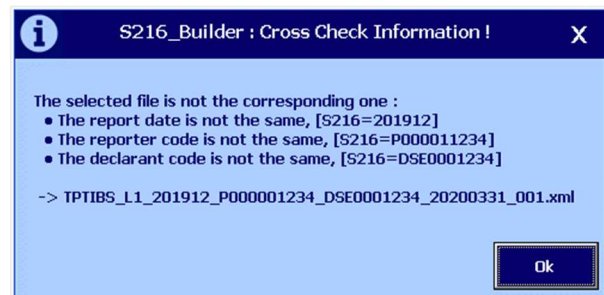 S216_Builder : Cross Check Information !
X
The selected file is not the corresponding one :
• The report date is not the same, [S216=201912]
• The reporter code is not the same, [S216=P000011234]
• The declarant code is not the same, [S216=DSE0001234]
-> TPTIBS_L1_201912_P000001234_DSE0001234_20200331_001.xml
Ok